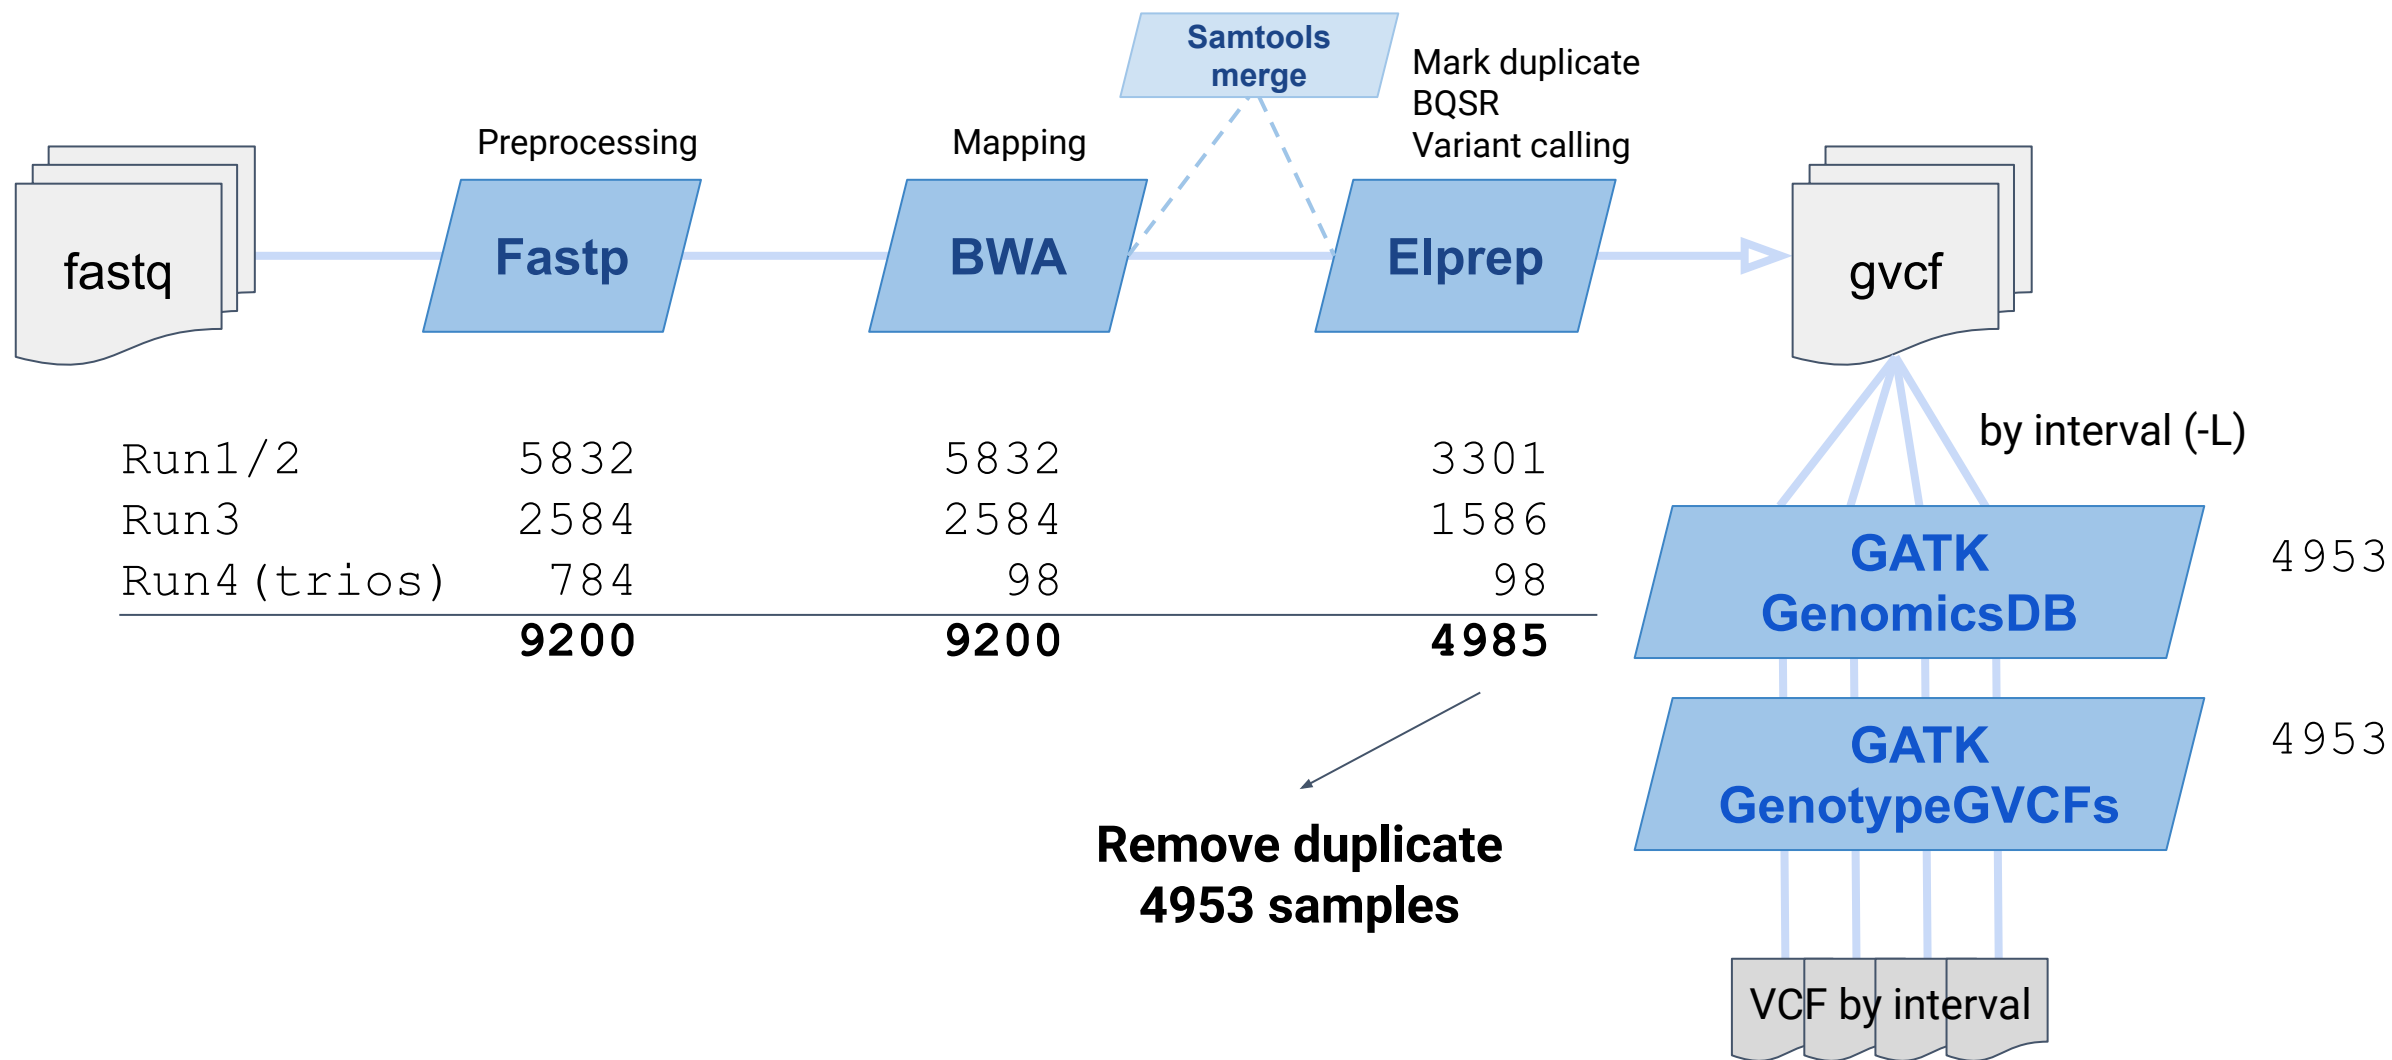 Samtools
merge
Mark duplicate
BQSR
Variant calling
Preprocessing
Mapping
fastq
Fastp
BWA
Elprep
gvcf
by interval (-L)
Run1/2 5832 5832 3301
Run3 2584 2584 1586
Run4(trios) 784 98 98
9200 9200 4985
GATK
GenomicsDB
4953
GATK
GenotypeGVCFs
4953
Remove duplicate
4953 samples
VCF by interval